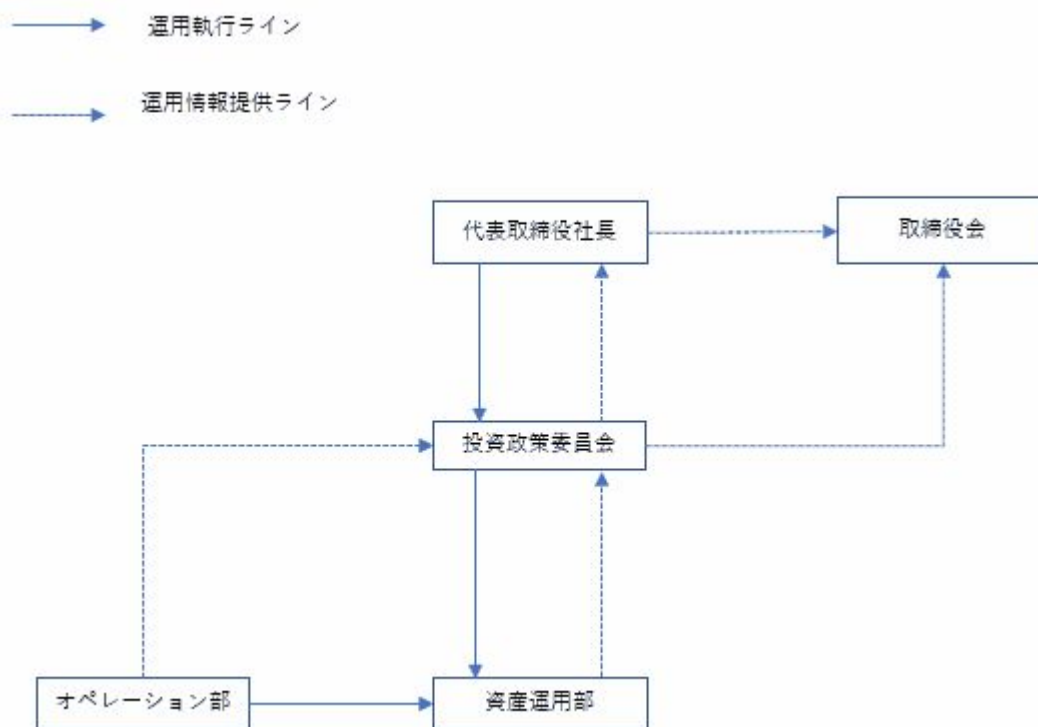 運用執行ライン
運用情報提供ライン
代表取締役社長
取締役会
投資政策委員会
オペレーション部
資産運用部